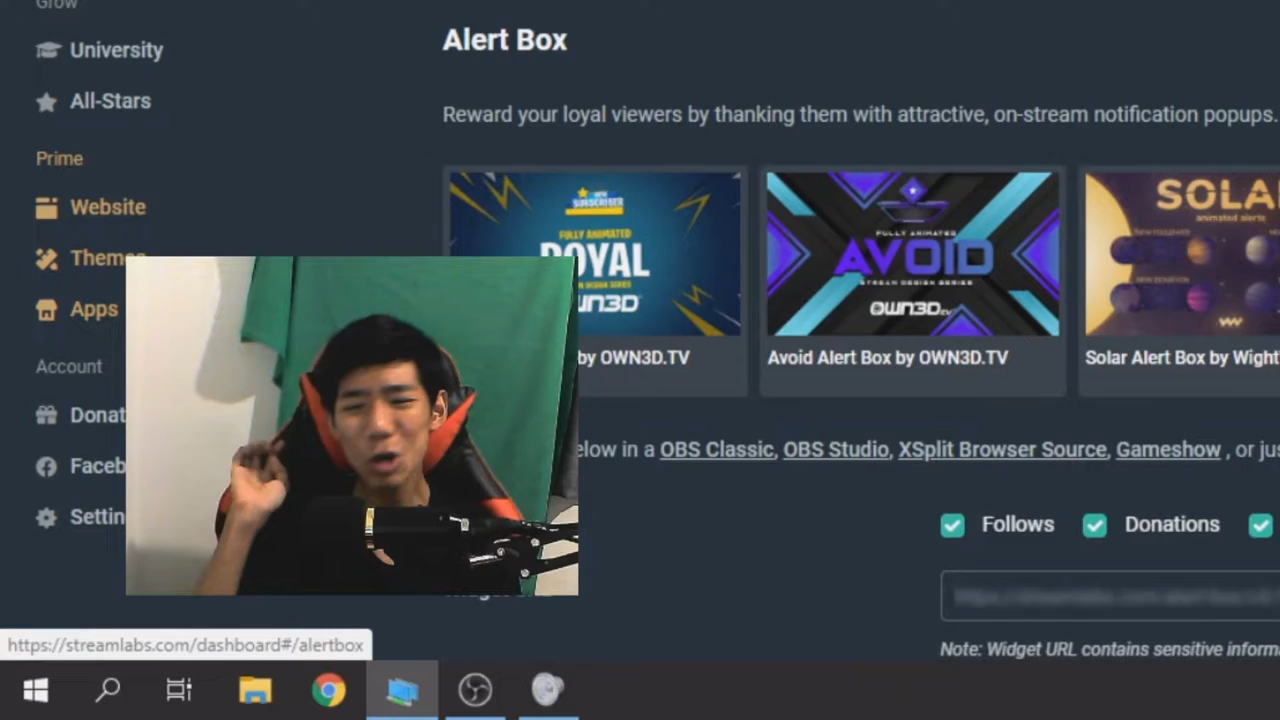 Grow
University
All-Stars
Prime
Website
Themes
Apps
Account
Donat
Faceb
Settin
Alert Box
Reward your loyal viewers by thanking them with attractive, on-stream notification popups.
SUBSCRIBER
FULLY ANIMATED
ROYAL
WN3D
by OWN3D.TV
FULLY ANIMATED
AVOID
STREAM DESIGN SERIES
OWN3D.TV
Avoid Alert Box by OWN3D.TV
SOLA
animated alerts
Solar Alert Box by Wight
elow in a OBS Classic, OBS Studio, XSplit Browser Source, Gameshow , or jus
Follows
Donations
Note: Widget URL contains sensitive inform
https://streamlabs.com/dashboard#/alertbox